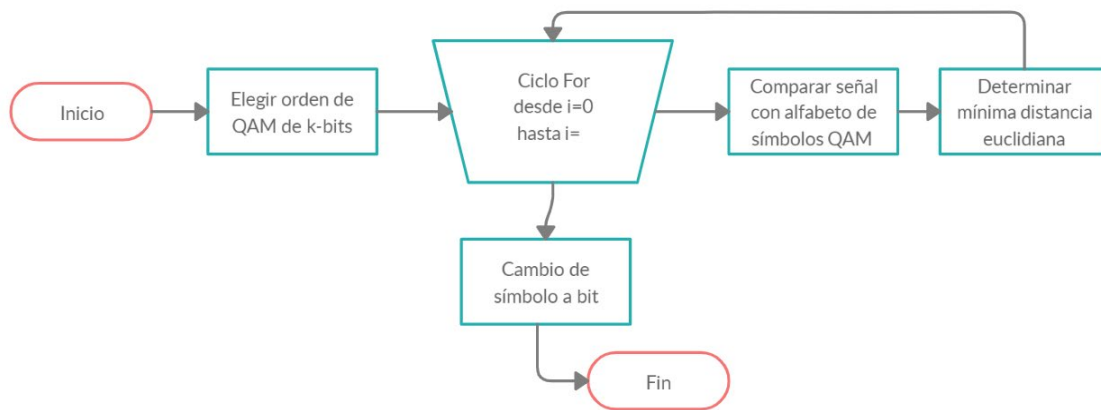 Inicio
Elegir orden de
QAM de k-bits
Ciclo For
desde i=0
hasta i=
Comparar señal
con alfabeto de
símbolos QAM
Determinar
mínima distancia
euclidiana
Cambio de
símbolo a bit
Fin